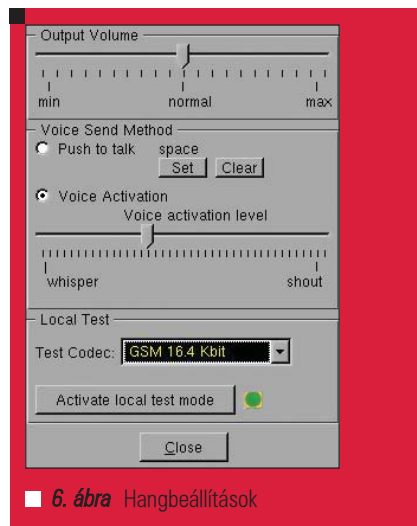 Output Volume
min normal max
Voice Send Method
Push to talk space
Set Clear
Voice Activation
Voice activation level
whisper shout
Local Test
Test Codec: GSM 16.4 Kbit
Activate local test mode
Close
6. ábra Hangbeállítások